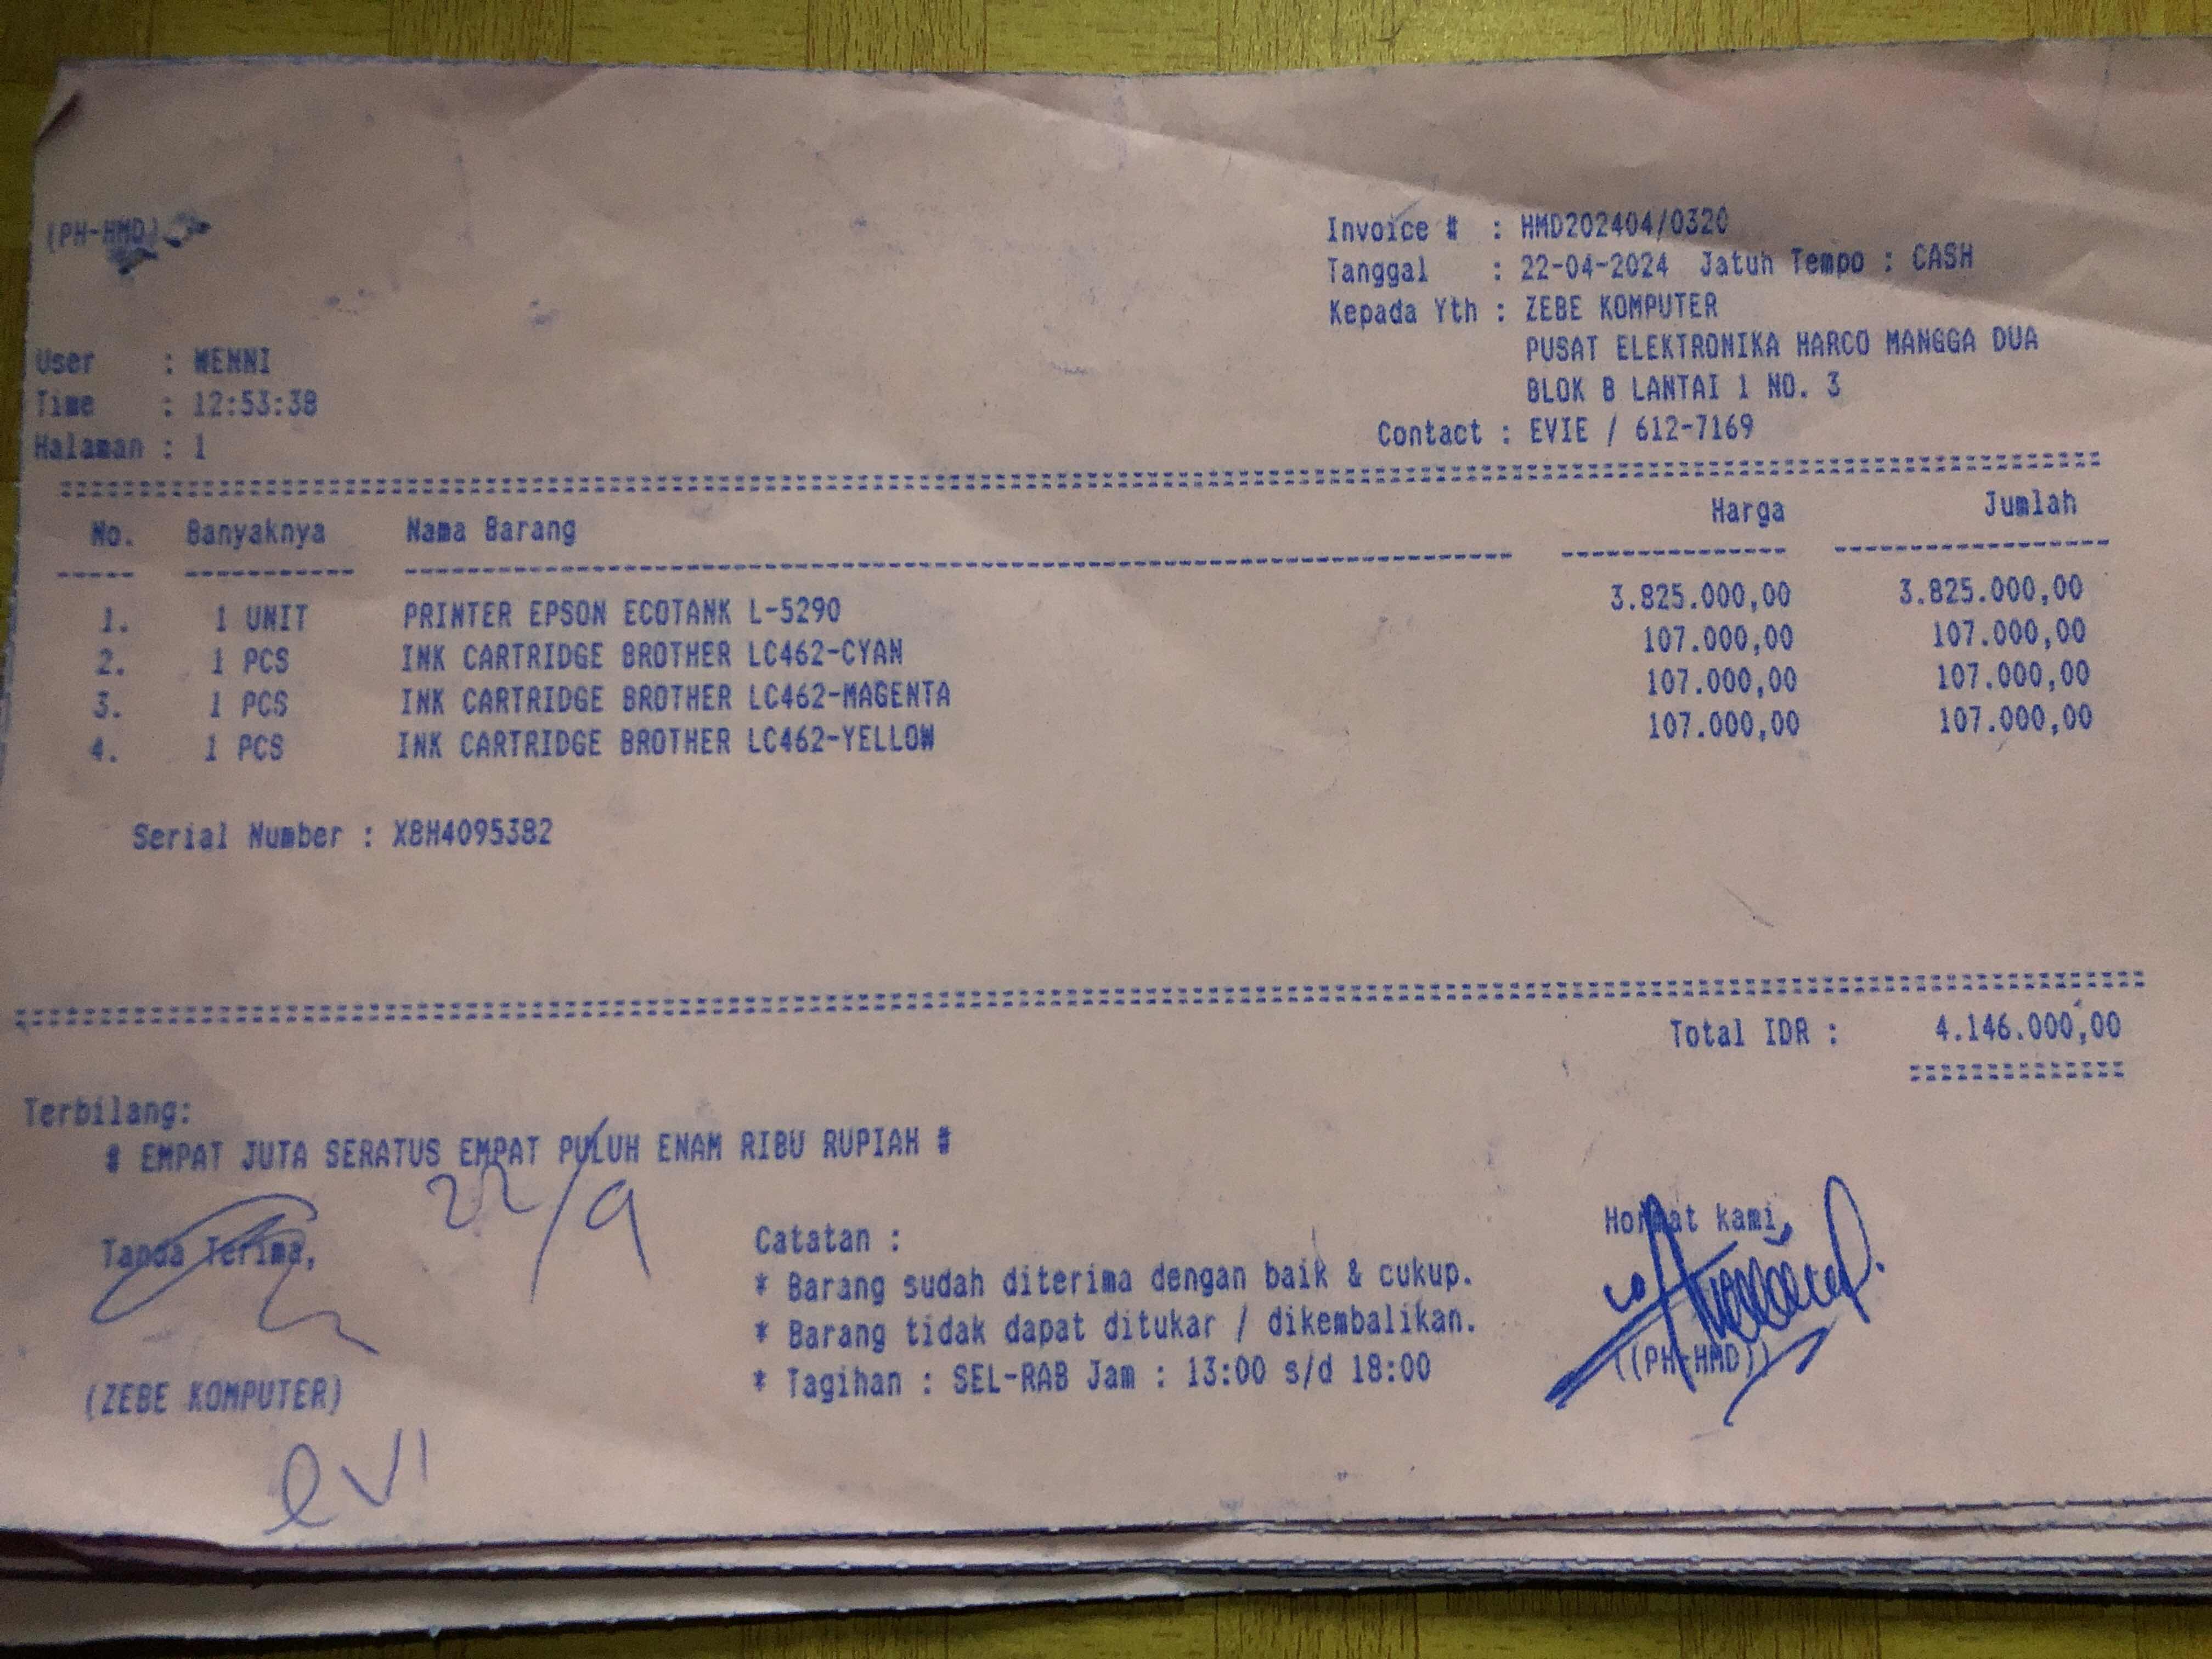 (PH-HMD)
Invoice # : HMD202404/0320
Tanggal : 22-04-2024 Jatuh Tempo : CASH
Kepada Yth : ZEBE KOMPUTER
PUSAT ELEKTRONIKA HARCO MANGGA DUA
BLOK B LANTAI 1 NO. 3
Contact : EVIE / 612-7169
User : WENNI
Time : 12:53:38
Halaman : 1
No. Banyaknya Nama Barang Harga Jumlah
1. 1 UNIT PRINTER EPSON ECOTANK L-5290 3.825.000,00 3.825.000,00
2. 1 PCS INK CARTRIDGE BROTHER LC462-CYAN 107.000,00 107.000,00
3. 1 PCS INK CARTRIDGE BROTHER LC462-MAGENTA 107.000,00 107.000,00
4. 1 PCS INK CARTRIDGE BROTHER LC462-YELLOW 107.000,00 107.000,00
Serial Number : X8H4095382
Total IDR : 4.146.000,00
Terbilang:
# EMPAT JUTA SERATUS EMPAT PULUH ENAM RIBU RUPIAH #
22/
Tanda Terima,
(ZEBE KOMPUTER)
evi
Catatan :
* Barang sudah diterima dengan baik & cukup.
* Barang tidak dapat ditukar / dikembalikan.
* Tagihan : SEL-RAB Jam : 13:00 s/d 18:00
Hormat kami,
((PH-HMD))